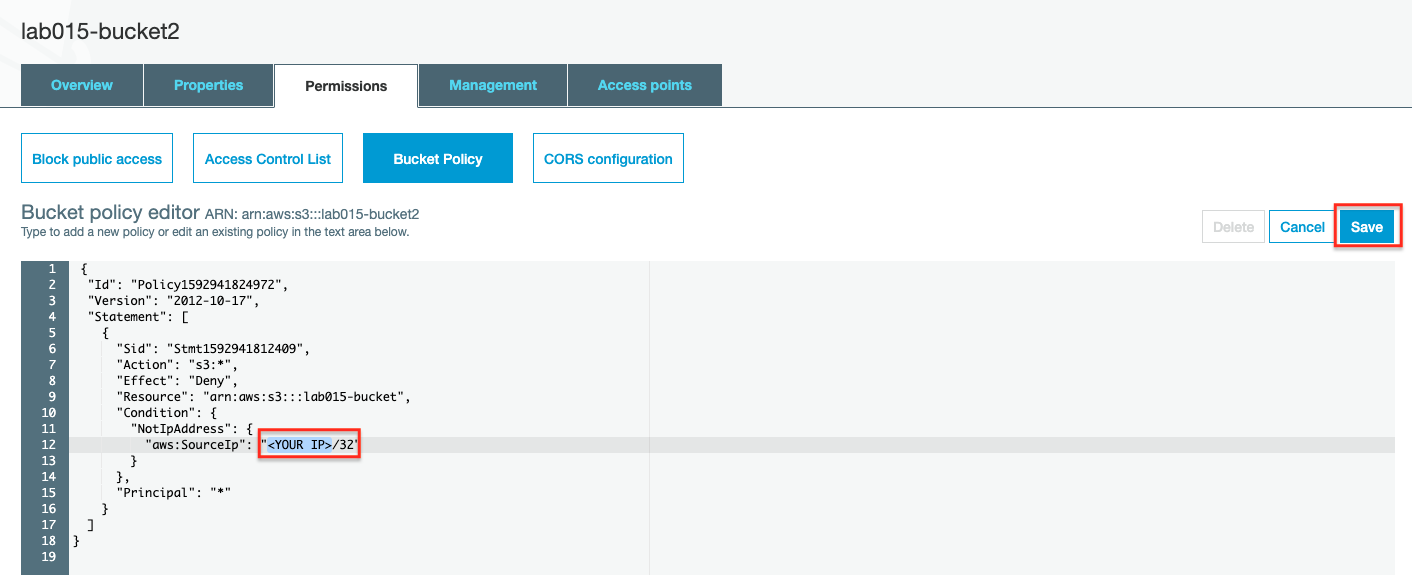 lab015-bucket2
Overview Properties Permissions Management Access points
Block public access Access Control List Bucket Policy CORS configuration
Bucket policy editor ARN: arn:aws:s3:::lab015-bucket2
Type to add a new policy or edit an existing policy in the text area below.
Delete Cancel Save
1 {
2 "Id": "Policy1592941824972",
3 "Version": "2012-10-17",
4 "Statement": [
5 {
6 "Sid": "Stmt1592941812409",
7 "Action": "s3:*",
8 "Effect": "Deny",
9 "Resource": "arn:aws:s3:::lab015-bucket",
10 "Condition": {
11 "NotIpAddress": {
12 "aws:SourceIp": "<YOUR IP>/32"
13 }
14 },
15 "Principal": "*"
16 }
17 ]
18 }
19